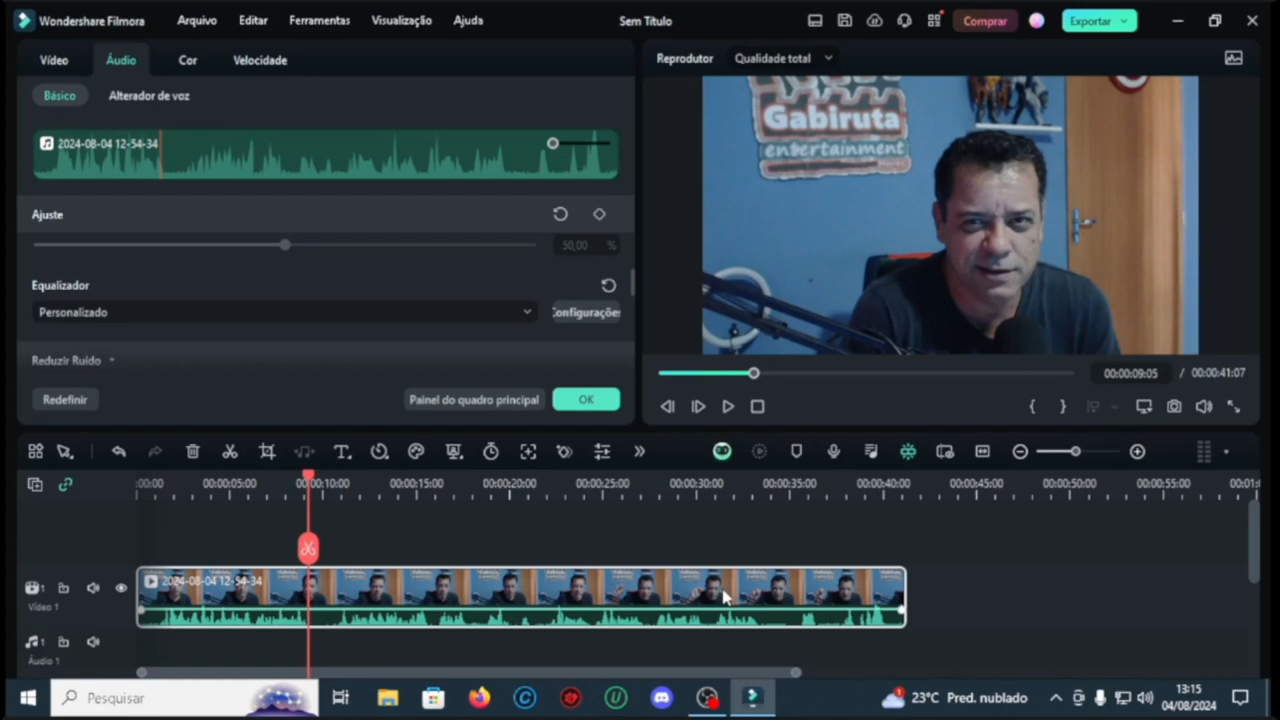 Wondershare Filmora
Arquivo
Editar
Ferramentas
Visualização
Ajuda
Sem Título
Comprar
Exportar
Vídeo
Áudio
Cor
Velocidade
Básico
Alterador de voz
2024-08-04 12-54-34
Ajuste
50,00 %
Equalizador
Personalizado
Configurações
Reduzir Ruído
Redefinir
Painel do quadro principal
OK
Reprodutor
Qualidade total
Gabiruta
entertainment
00:00:09:05 / 00:00:41:07
:00:00
00:00:05:00
00:00:10:00
00:00:15:00
00:00:20:00
00:00:25:00
00:00:30:00
00:00:35:00
00:00:40:00
00:00:45:00
00:00:50:00
00:00:55:00
00:01:0
2024-08-04 12-54-34
1
Vídeo 1
1
Áudio 1
Pesquisar
1
23°C Pred. nublado
13:15
04/08/2024